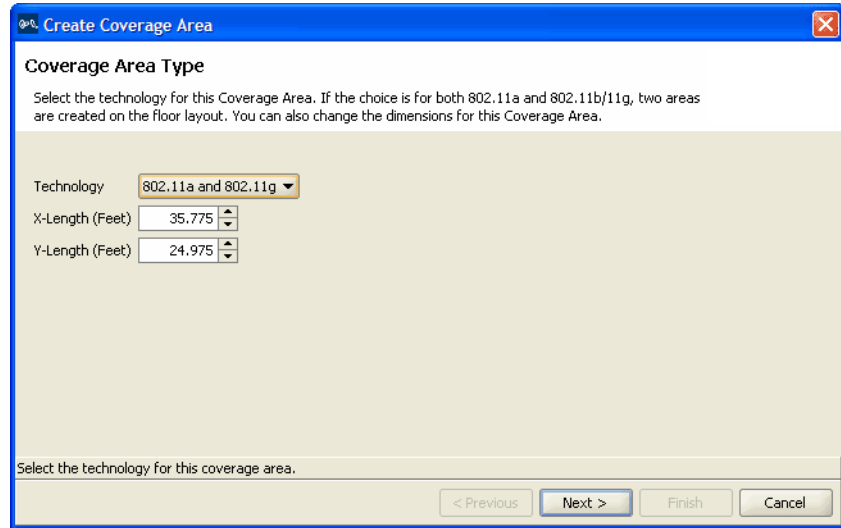 Create Coverage Area
Coverage Area Type
Select the technology for this Coverage Area. If the choice is for both 802.11a and 802.11b/11g, two areas
are created on the floor layout. You can also change the dimensions for this Coverage Area.
Technology 802.11a and 802.11g
X-Length (Feet) 35.775
Y-Length (Feet) 24.975
Select the technology for this coverage area.
< Previous Next > Finish Cancel